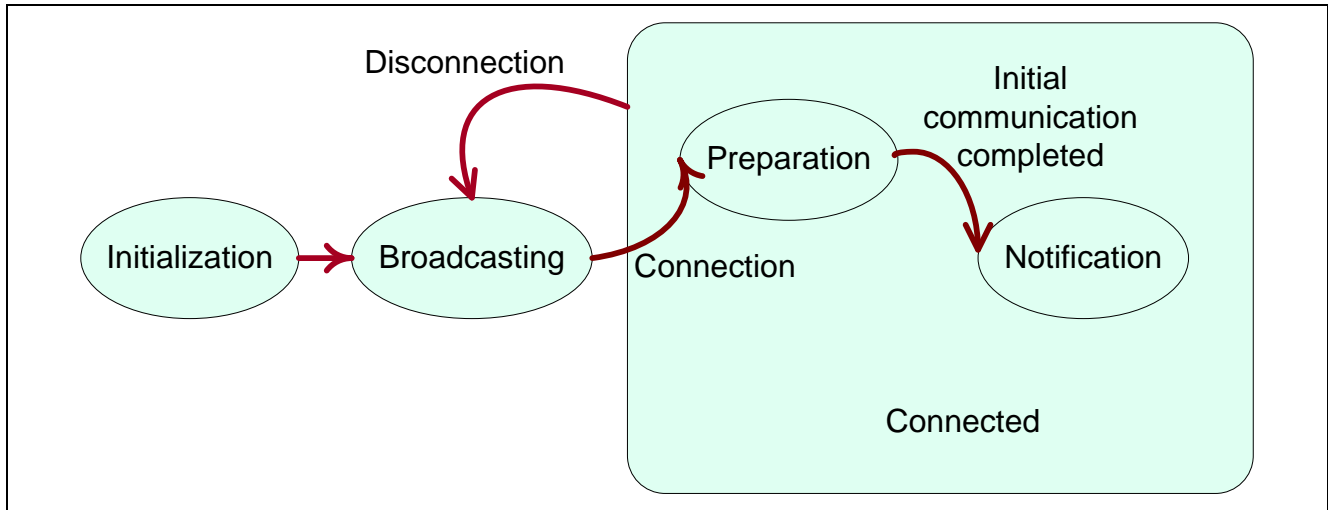 Disconnection
Initial
communication
completed
Preparation
Initialization
Broadcasting
Connection
Notification
Connected